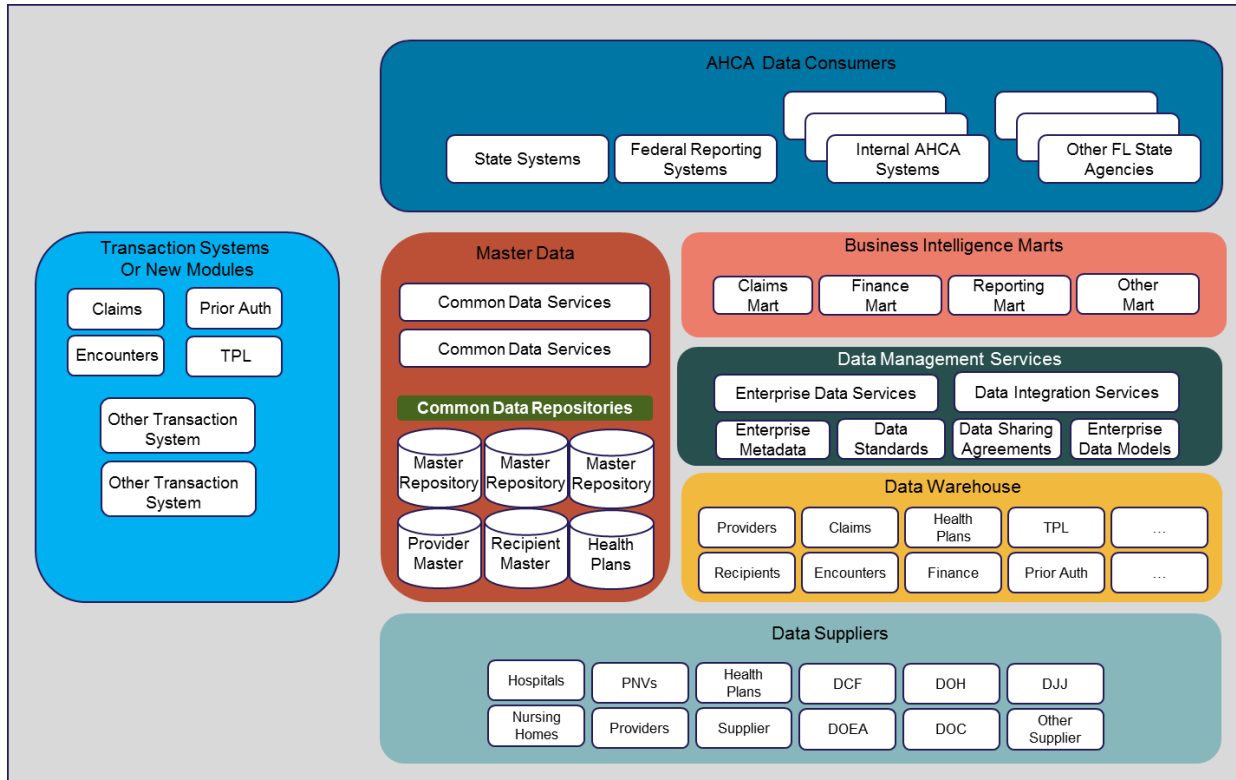 AHCA Data Consumers
State Systems
Federal Reporting
Systems
Internal AHCA
Systems
Other FL State
Agencies
Transaction Systems
Or New Modules
Claims
Prior Auth
Encounters
TPL
Other Transaction
System
Other Transaction
System
Master Data
Common Data Services
Common Data Services
Common Data Repositories
Master
Repository
Master
Repository
Master
Repository
Provider
Master
Recipient
Master
Health
Plans
Business Intelligence Marts
Claims
Mart
Finance
Mart
Reporting
Mart
Other
Mart
Data Management Services
Enterprise Data Services
Data Integration Services
Enterprise
Metadata
Data
Standards
Data Sharing
Agreements
Enterprise
Data Models
Data Warehouse
Providers
Claims
Health
Plans
TPL
...
Recipients
Encounters
Finance
Prior Auth
...
Data Suppliers
Hospitals
PNVs
Health
Plans
DCF
DOH
DJJ
Nursing
Homes
Providers
Supplier
DOEA
DOC
Other
Supplier